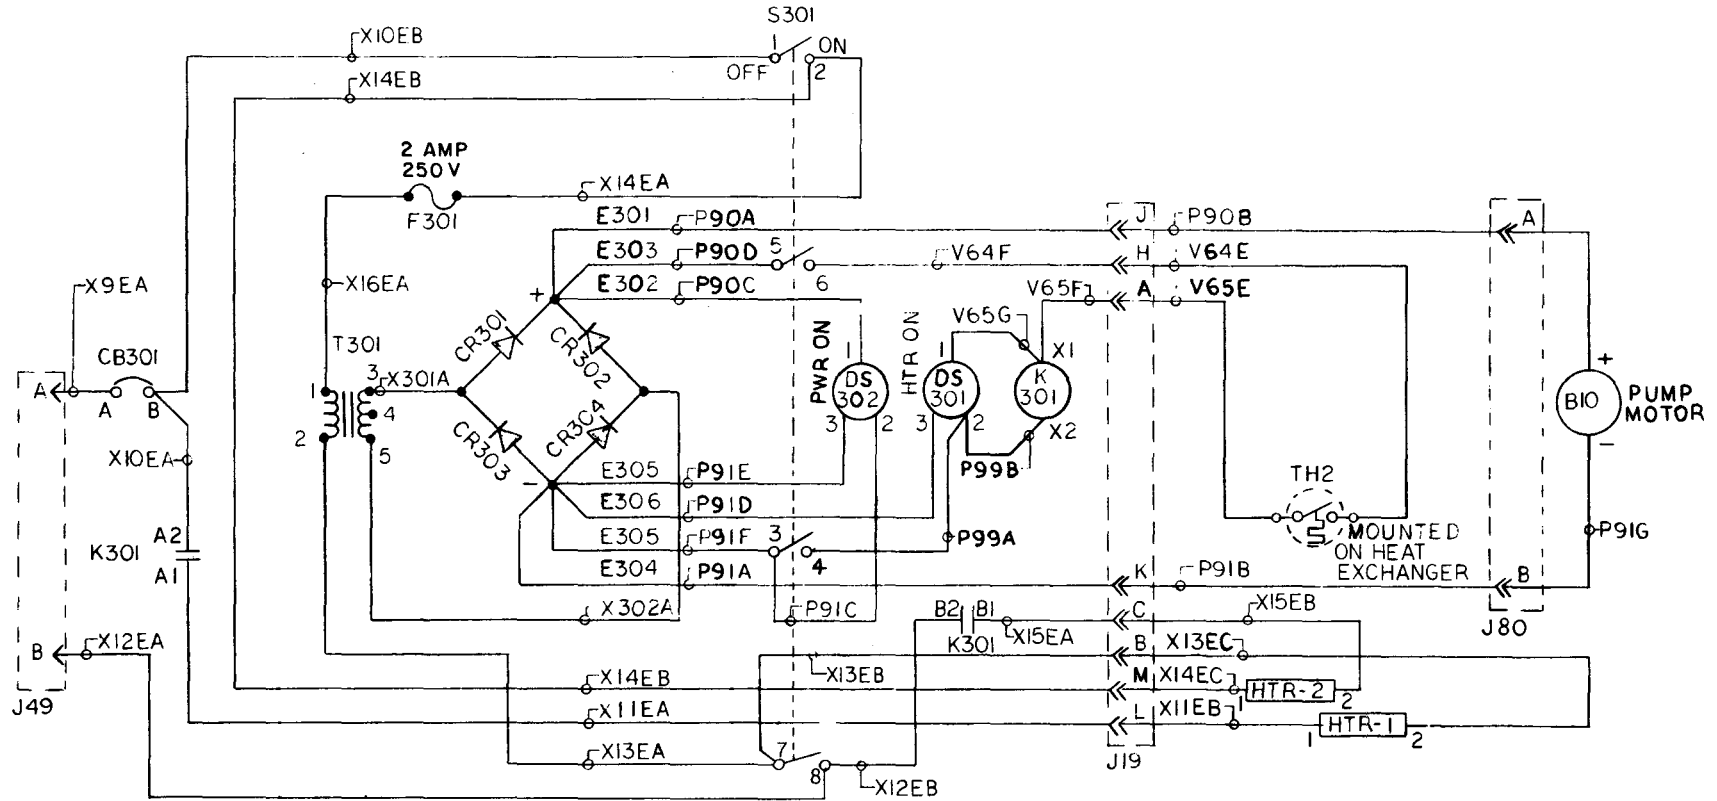 S301
X10EB
1
ON
OFF
2
X14EB
2 AMP
250V
F301
X14EA
E301
P90A
J
P90B
A
E303
P90D
5
6
V64F
H
V64E
E302
P90C
V65F
A
V65E
X9EA
X16EA
+
CR301
CR302
PWR ON
HTR ON
V65G
X1
T301
CB301
A
A
B
1
3
X301A
4
2
5
1
DS
302
3
2
1
DS
301
3
2
K
301
X2
+
B10
PUMP
MOTOR
-
X10EA
CR303
CR3C4
-
E305
P91E
P99B
TH2
E306
P91D
MOUNTED
ON HEAT
EXCHANGER
P91G
K301
A2
A1
E305
P91F
3
4
P99A
E304
P91A
K
P91B
B
X302A
P91C
B2
B1
K301
X15EA
C
X15EB
J80
B
X12EA
X13EB
B
X13EC
J49
X14EB
M
X14EC
1
HTR-2
2
X11EA
L
X11EB
1
HTR-1
2
X13EA
7
8
X12EB
J19